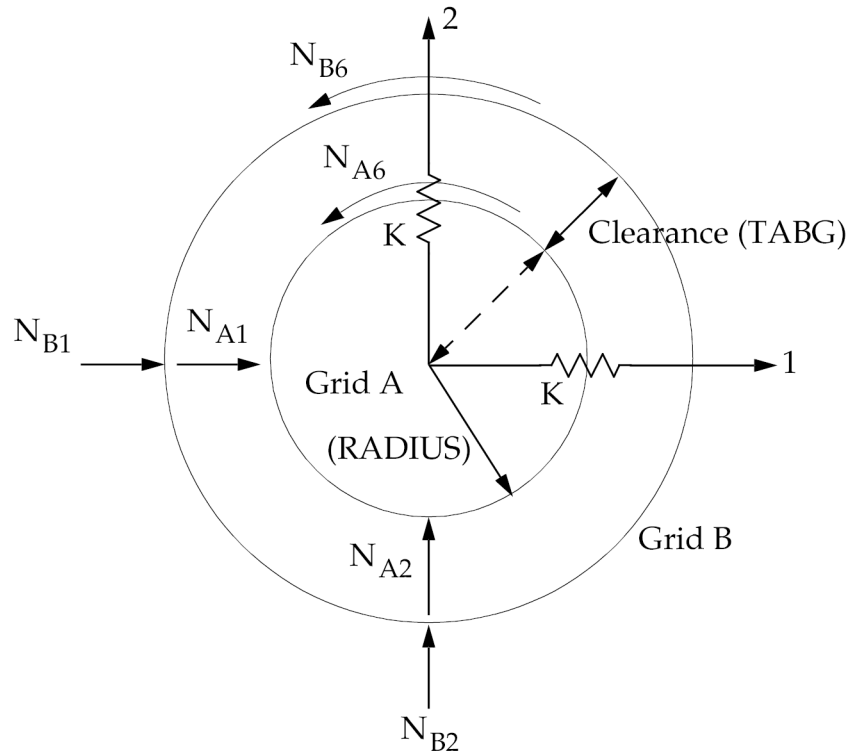 2
N_B6
N_A6
K
Clearance (TABG)
N_B1
N_A1
1
Grid A
K
(RADIUS)
Grid B
N_A2
N_B2